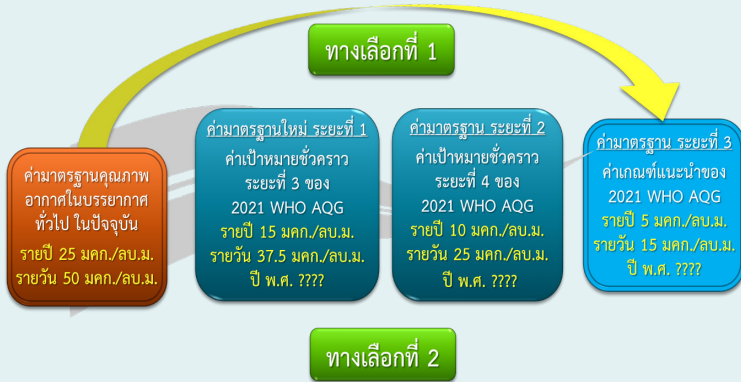 ทางเลือกที่ 1
ค่ามาตรฐานคุณภาพ
อากาศในบรรยากาศ
ทั่วไป ในปัจจุบัน
รายปี 25 มคก./ลบ.ม.
รายวัน 50 มคก./ลบ.ม.
ค่ามาตรฐานใหม่ ระยะที่ 1
ค่าเป้าหมายชั่วคราว
ระยะที่ 3 ของ
2021 WHO AQG
รายปี 15 มคก./ลบ.ม.
รายวัน 37.5 มคก./ลบ.ม.
ปี พ.ศ. ????
ค่ามาตรฐาน ระยะที่ 2
ค่าเป้าหมายชั่วคราว
ระยะที่ 4 ของ
2021 WHO AQG
รายปี 10 มคก./ลบ.ม.
รายวัน 25 มคก./ลบ.ม.
ปี พ.ศ. ????
ค่ามาตรฐาน ระยะที่ 3
ค่าเกณฑ์แนะนำของ
2021 WHO AQG
รายปี 5 มคก./ลบ.ม.
รายวัน 15 มคก./ลบ.ม.
ปี พ.ศ. ????
ทางเลือกที่ 2